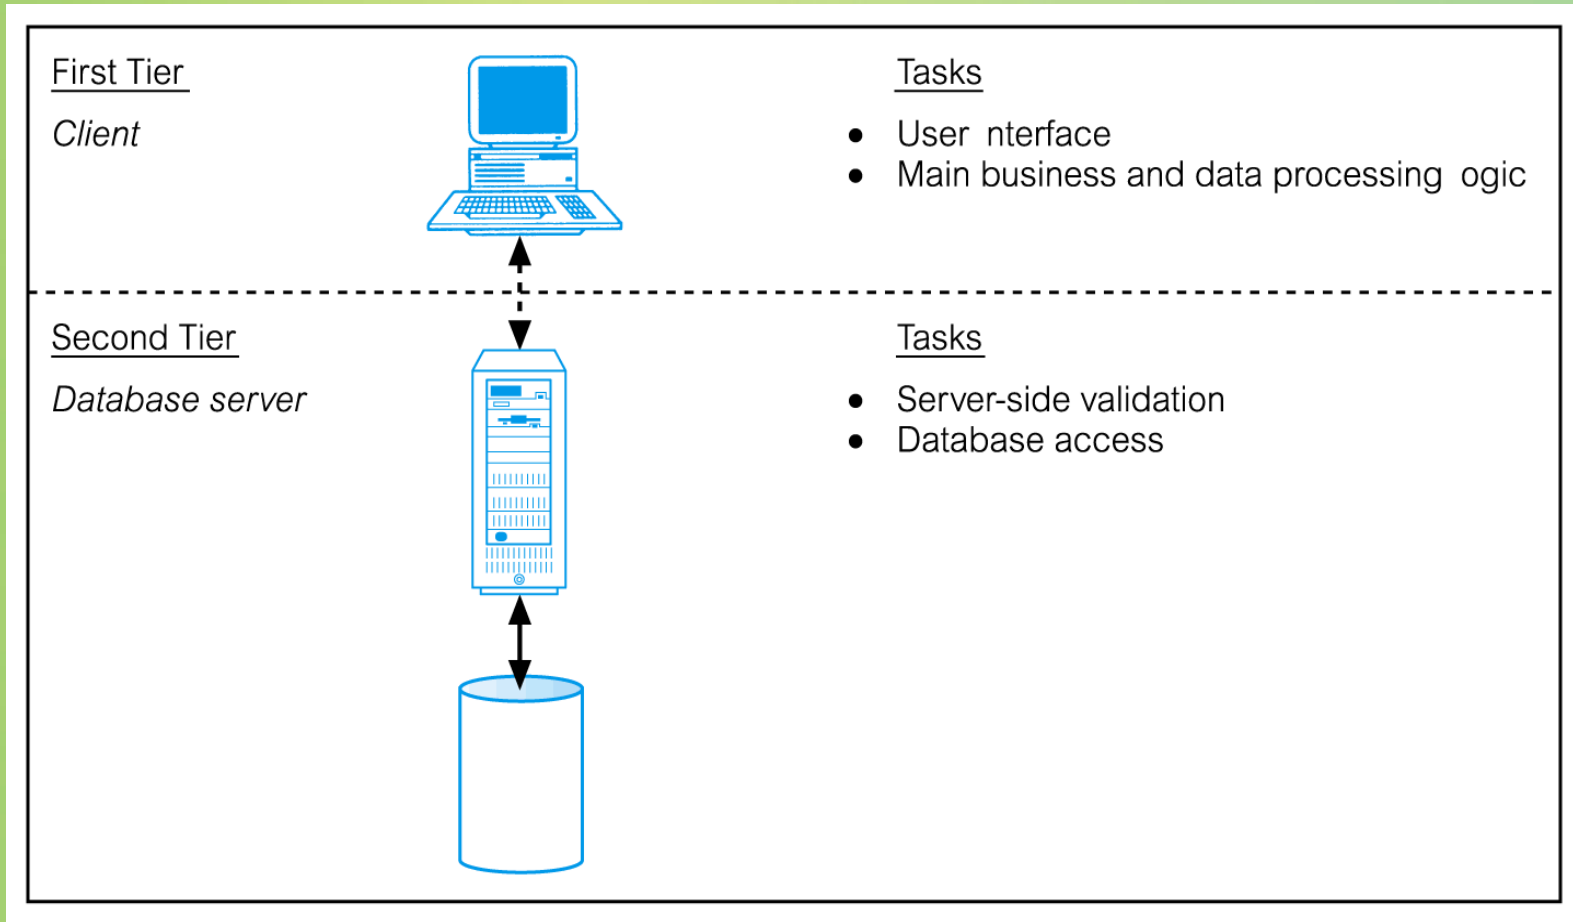 First Tier
Client
Tasks
● User nterface
● Main business and data processing ogic
Second Tier
Database server
Tasks
● Server-side validation
● Database access